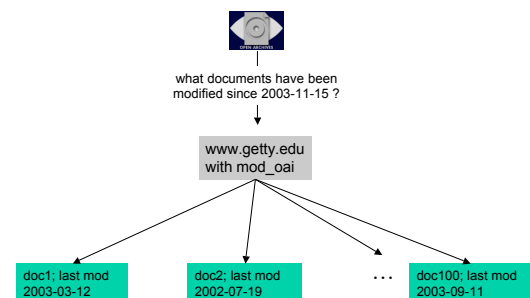 OPEN ARCHIVES
what documents have been
modified since 2003-11-15 ?
www.getty.edu
with mod_oai
doc1; last mod
2003-03-12
doc2; last mod
2002-07-19
...
doc100; last mod
2003-09-11